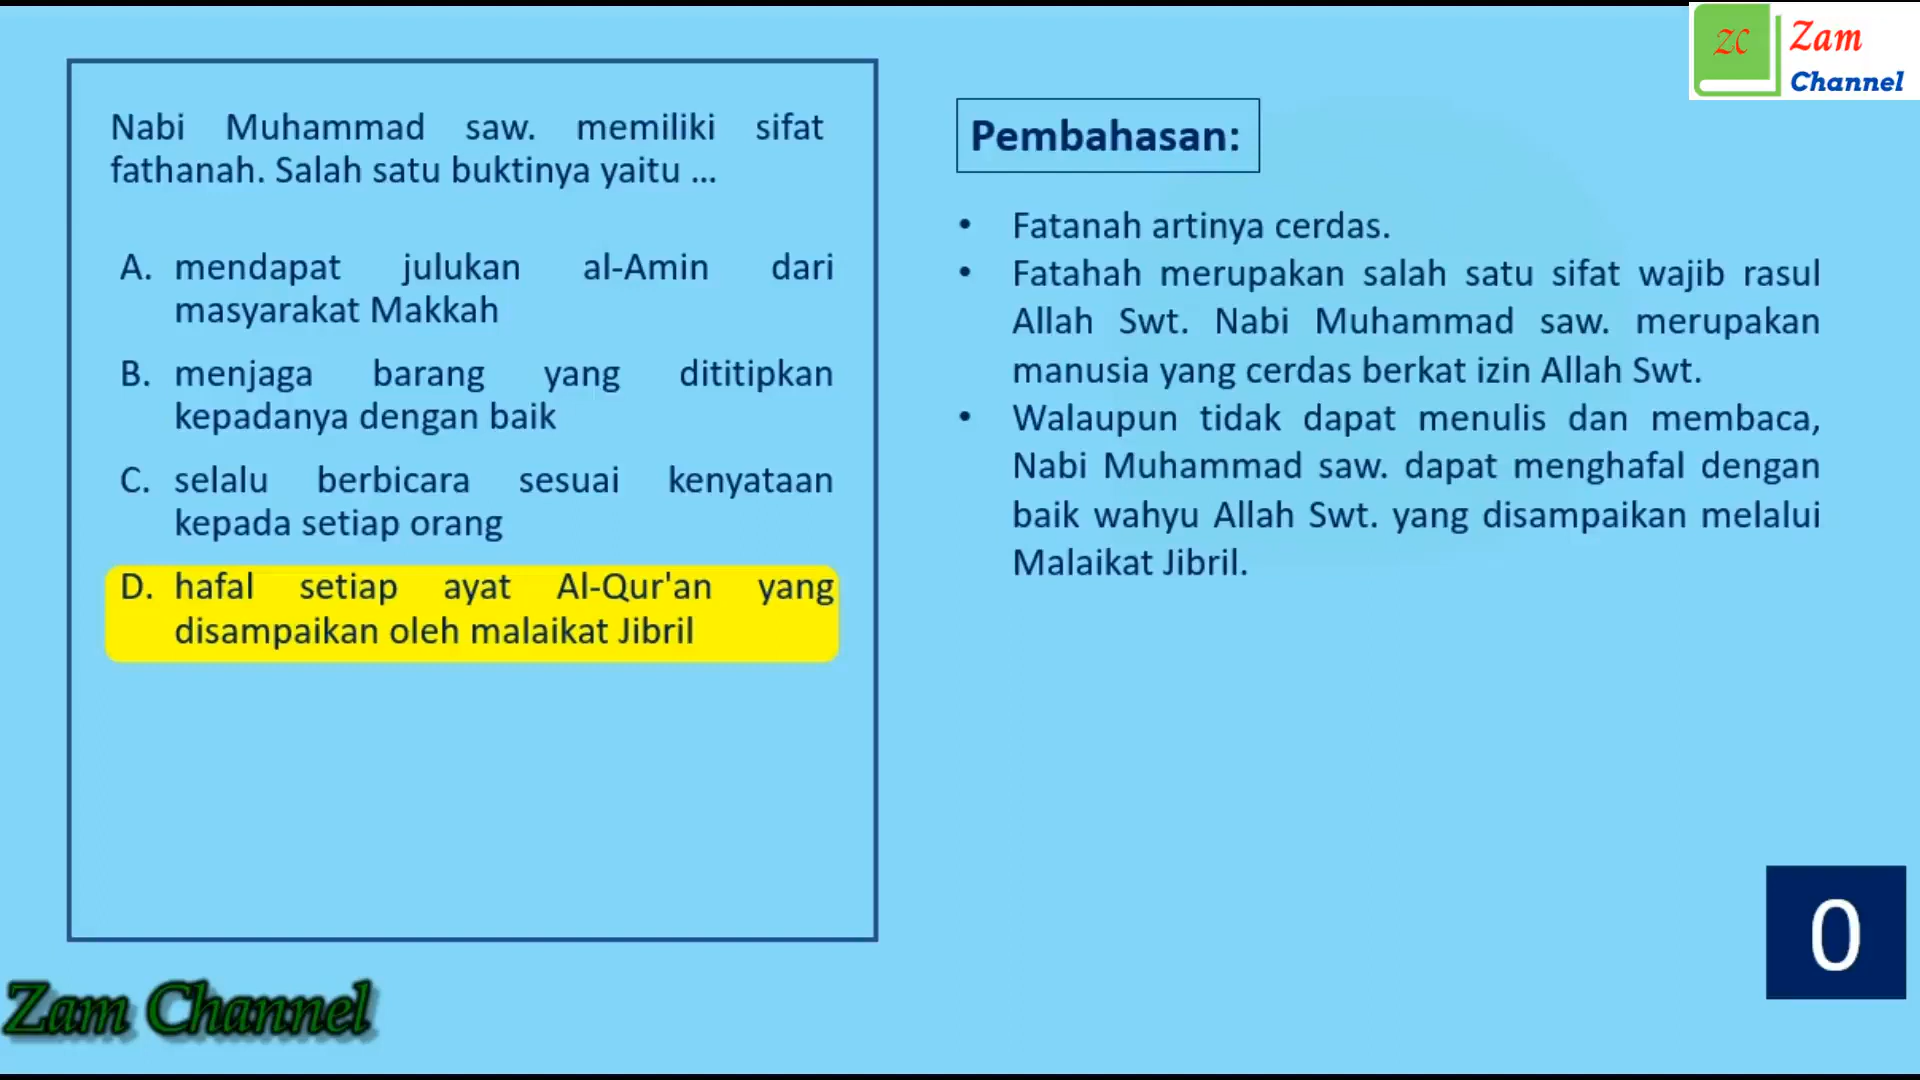 ZC
Zam
Channel
Nabi Muhammad saw. memiliki sifat
fathanah. Salah satu buktinya yaitu ...
A. mendapat julukan al-Amin dari
masyarakat Makkah
B. menjaga barang yang dititipkan
kepadanya dengan baik
C. selalu berbicara sesuai kenyataan
kepada setiap orang
D. hafal setiap ayat Al-Qur'an yang
disampaikan oleh malaikat Jibril
Pembahasan:
• Fatanah artinya cerdas.
• Fatahah merupakan salah satu sifat wajib rasul
Allah Swt. Nabi Muhammad saw. merupakan
manusia yang cerdas berkat izin Allah Swt.
• Walaupun tidak dapat menulis dan membaca,
Nabi Muhammad saw. dapat menghafal dengan
baik wahyu Allah Swt. yang disampaikan melalui
Malaikat Jibril.
0
Zam Channel